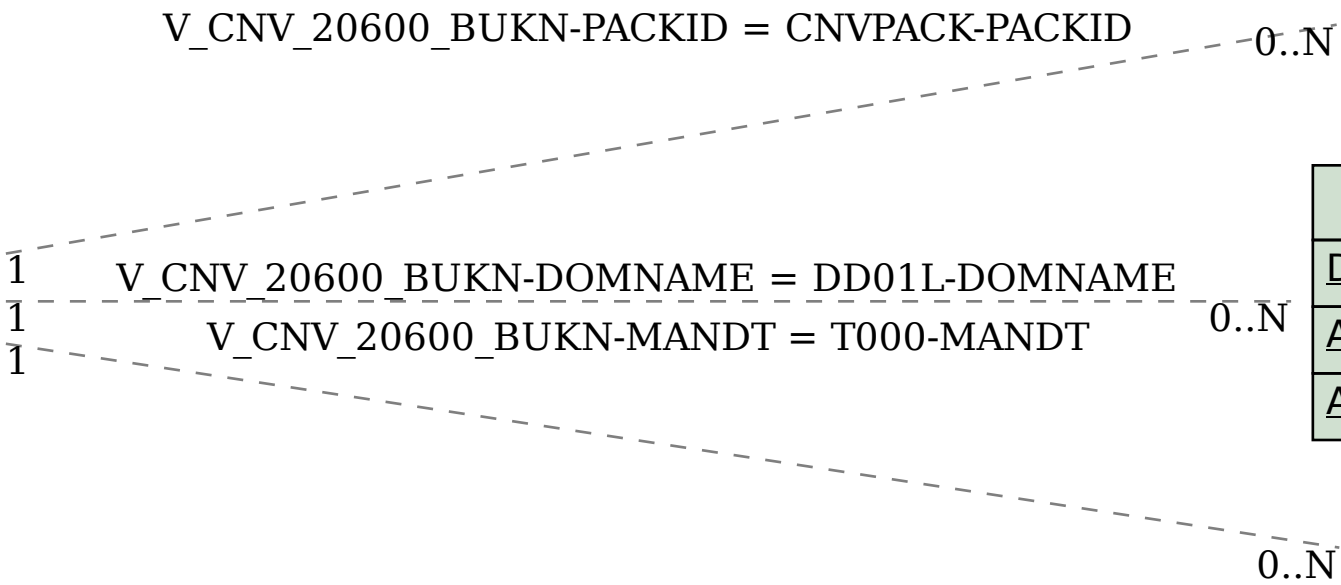 V_CNV_20600_BUKN-PACKID = CNVPACK-PACKID
0..N
1
V_CNV_20600_BUKN-DOMNAME = DD01L-DOMNAME
1
0..N
V_CNV_20600_BUKN-MANDT = T000-MANDT
1
A
A
0..N